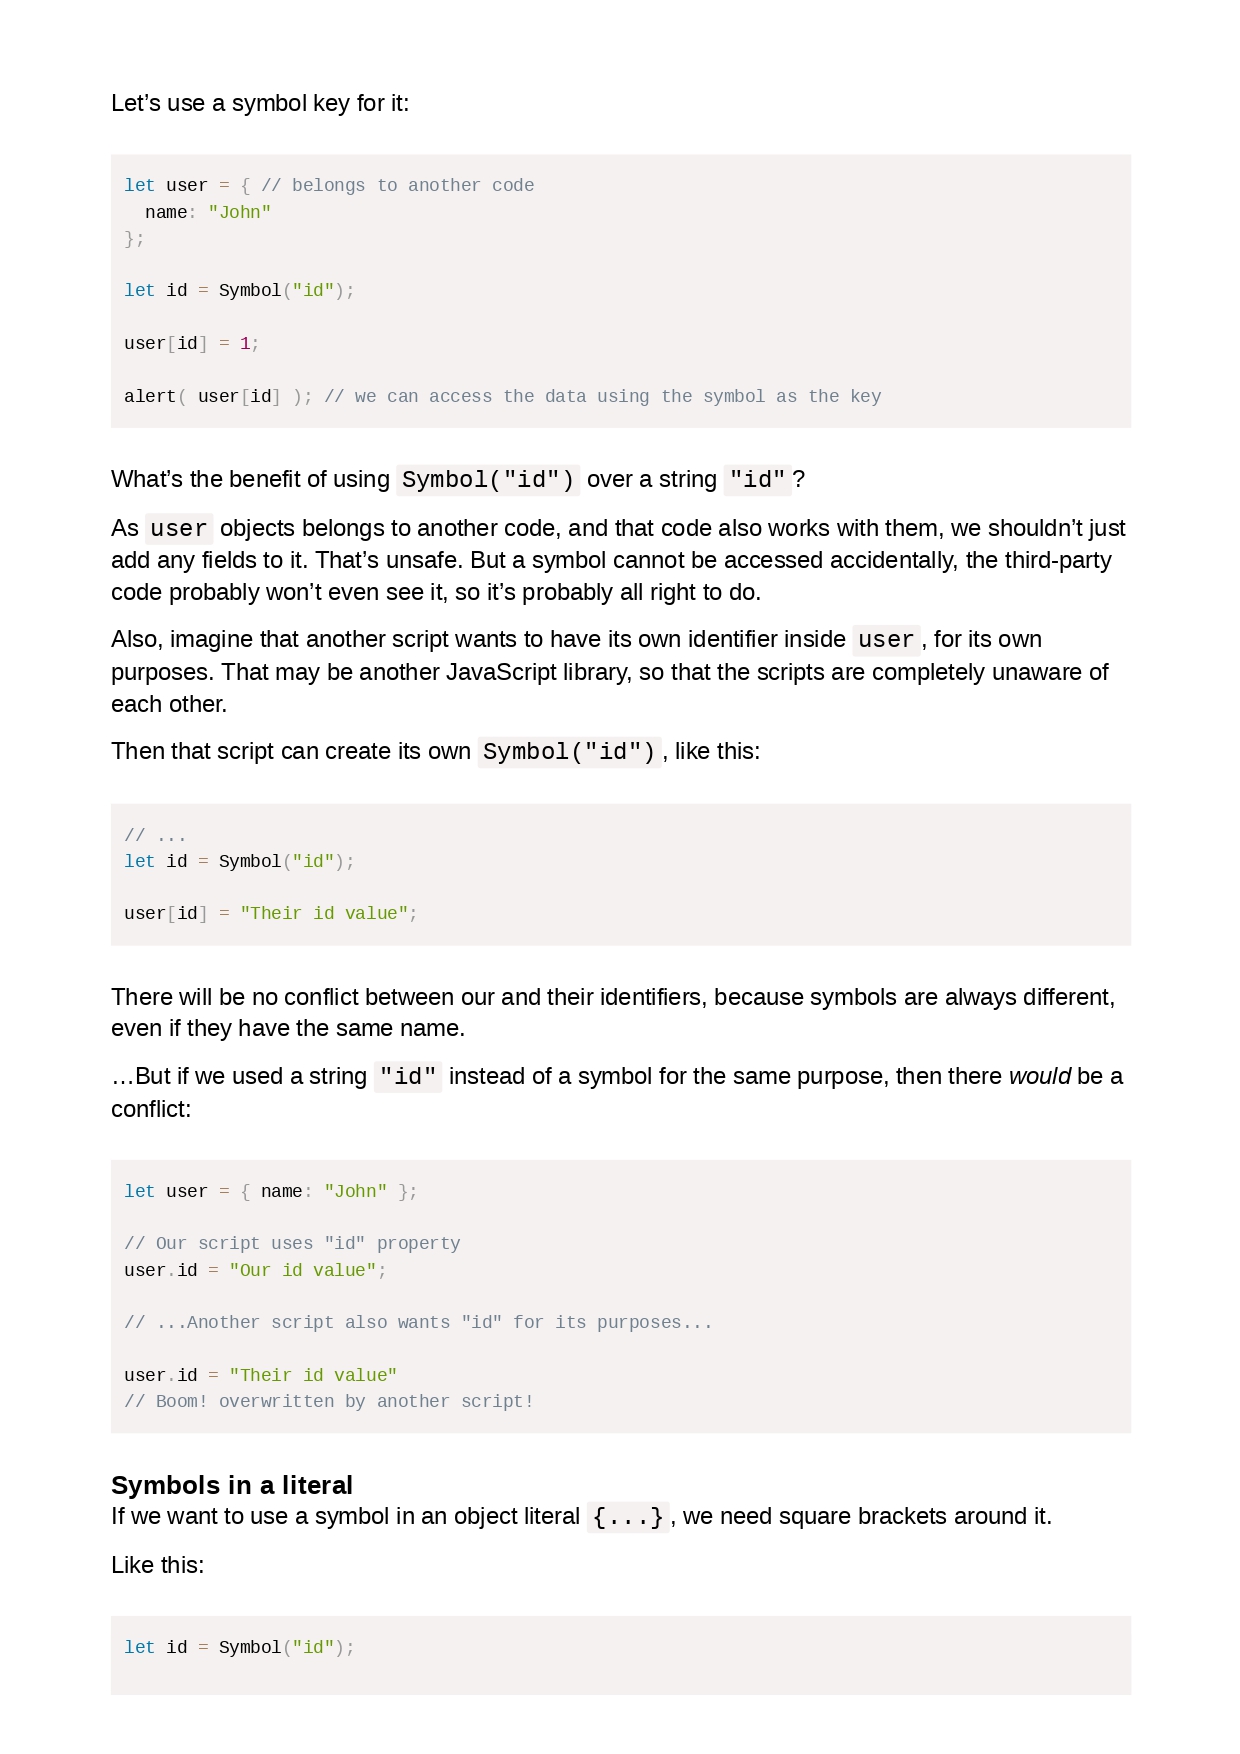 Let’s use a symbol key for it:
let user = { // belongs to another code
  name: "John"
};
let id = Symbol("id");
user[id] = 1;
alert( user[id] ); // we can access the data using the symbol as the key
What’s the benefit of using Symbol("id") over a string "id"?
As user objects belongs to another code, and that code also works with them, we shouldn’t just
add any fields to it. That’s unsafe. But a symbol cannot be accessed accidentally, the third-party
code probably won’t even see it, so it’s probably all right to do.
Also, imagine that another script wants to have its own identifier inside user, for its own
purposes. That may be another JavaScript library, so that the scripts are completely unaware of
each other.
Then that script can create its own Symbol("id"), like this:
// ...
let id = Symbol("id");
user[id] = "Their id value";
There will be no conflict between our and their identifiers, because symbols are always different,
even if they have the same name.
…But if we used a string "id" instead of a symbol for the same purpose, then there would be a
conflict:
let user = { name: "John" };
// Our script uses "id" property
user.id = "Our id value";
// ...Another script also wants "id" for its purposes...
user.id = "Their id value"
// Boom! overwritten by another script!
Symbols in a literal
If we want to use a symbol in an object literal {...}, we need square brackets around it.
Like this:
let id = Symbol("id");